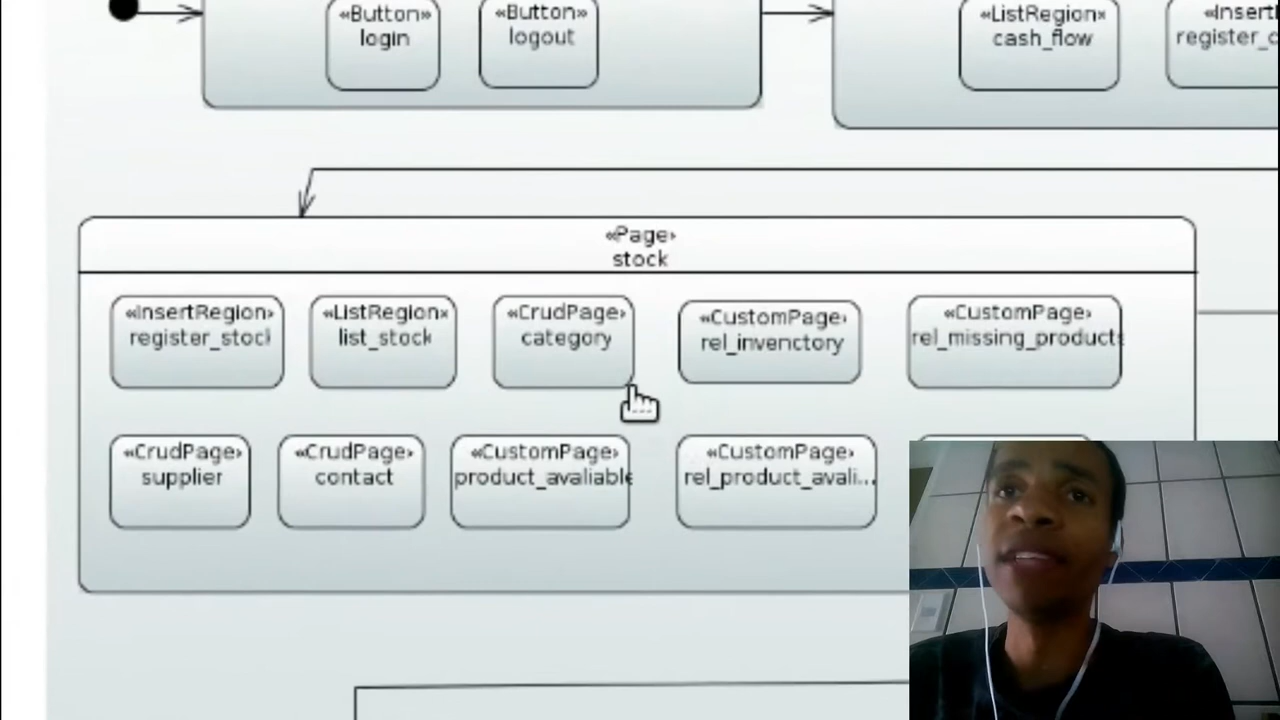 «Button»
login
«Button»
logout
«ListRegion»
cash_flow
«Page»
stock
«InsertRegion»
register_stock
«ListRegion»
list_stock
«CrudPage»
category
«CustomPage»
rel_invenctory
«CustomPage»
rel_missing_products
«CrudPage»
supplier
«CrudPage»
contact
«CustomPage»
product_avaliable
«CustomPage»
rel_product_avali...